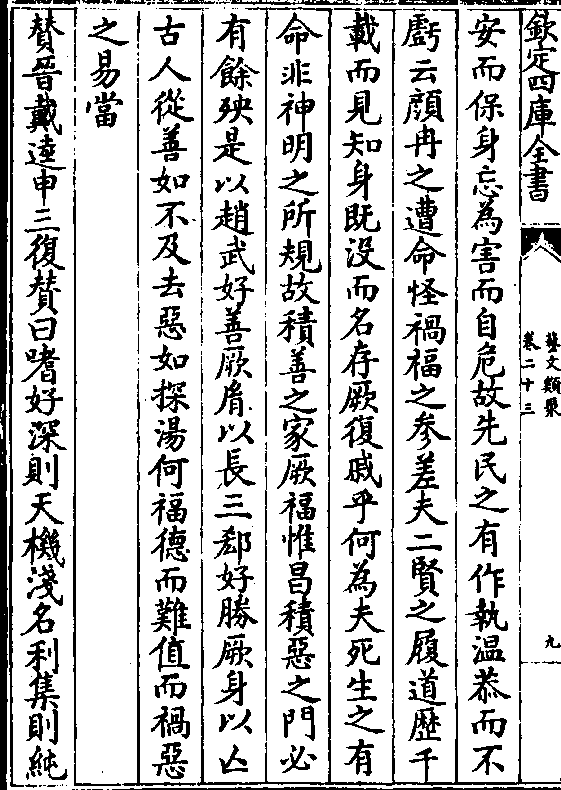 欽定四庫全書
藝文類聚
卷二十三
九
安而保身忘為害而自危故先民之有作執温恭而不
虧云顔冉之遭命怪禍福之參差夫二賢之履道歷千
載而見知身既没而名存厥復戚乎何為夫死生之有
命非神明之所規故積善之家厥福惟昌積惡之門必
有餘殃是以趙武好善厥胄以長三郄好勝厥身以亾
古人從善如不及去惡如探湯何福德而難值而禍惡
之易當
賛晉戴逵申三復賛曰嗜好深則天機淺名利集則純